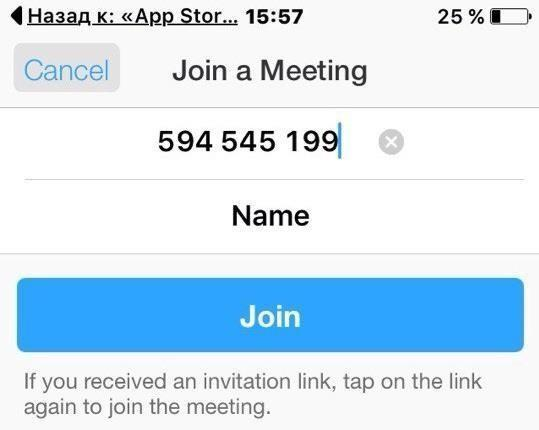 Назад к: «App Stor... 15:57 25 %
Cancel Join a Meeting
594 545 199
Name
Join
If you received an invitation link, tap on the link
again to join the meeting.